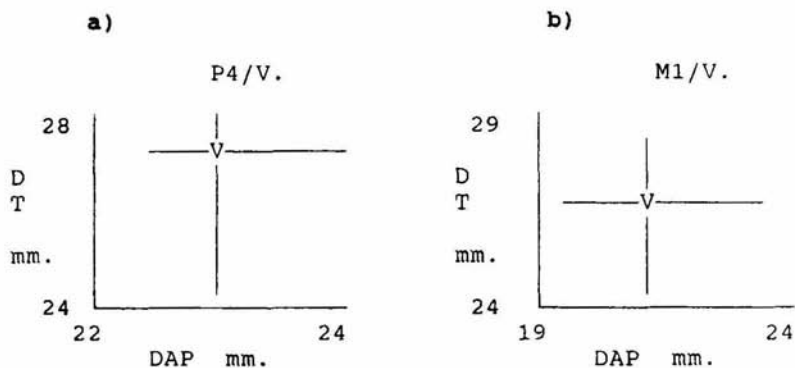 a)
P4/V.
28
V
D
T
mm.
24
22 24
DAP mm.
b)
M1/V.
29
D
T
V
mm.
24
19 24
DAP mm.